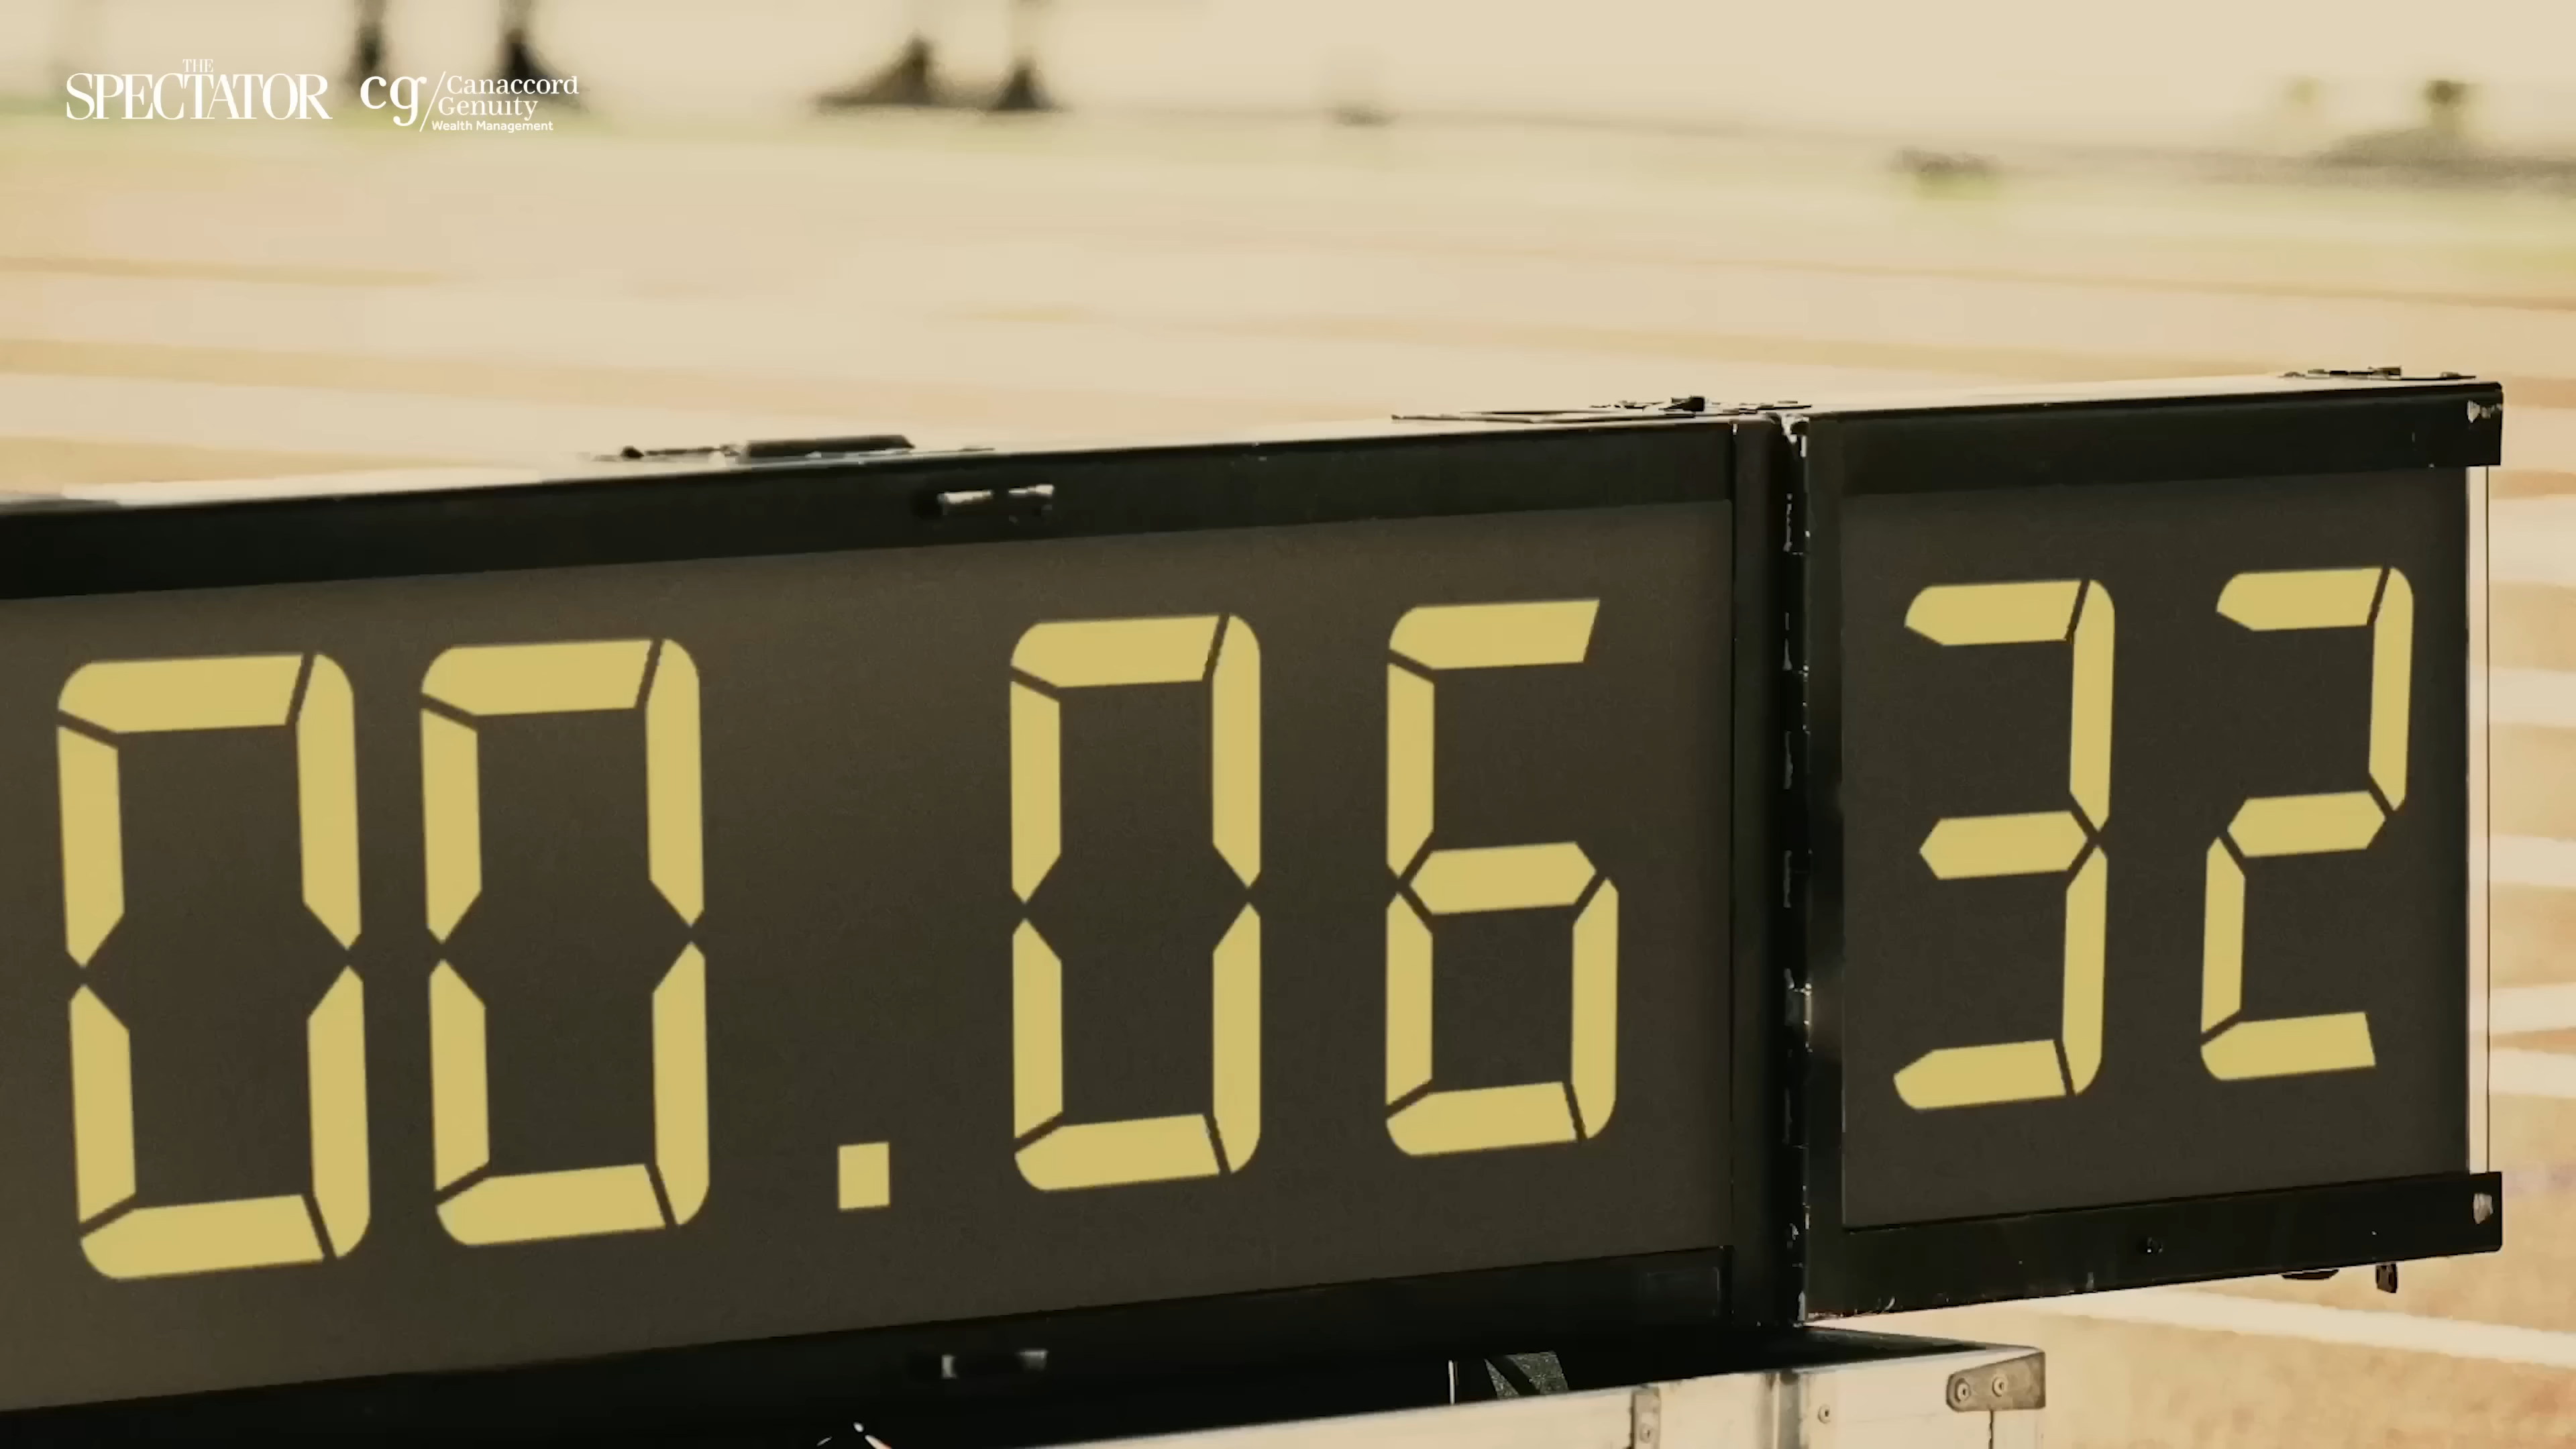 THE
SPECTATOR
cg/Canaccord
Genuity
Wealth Management
00.06 32